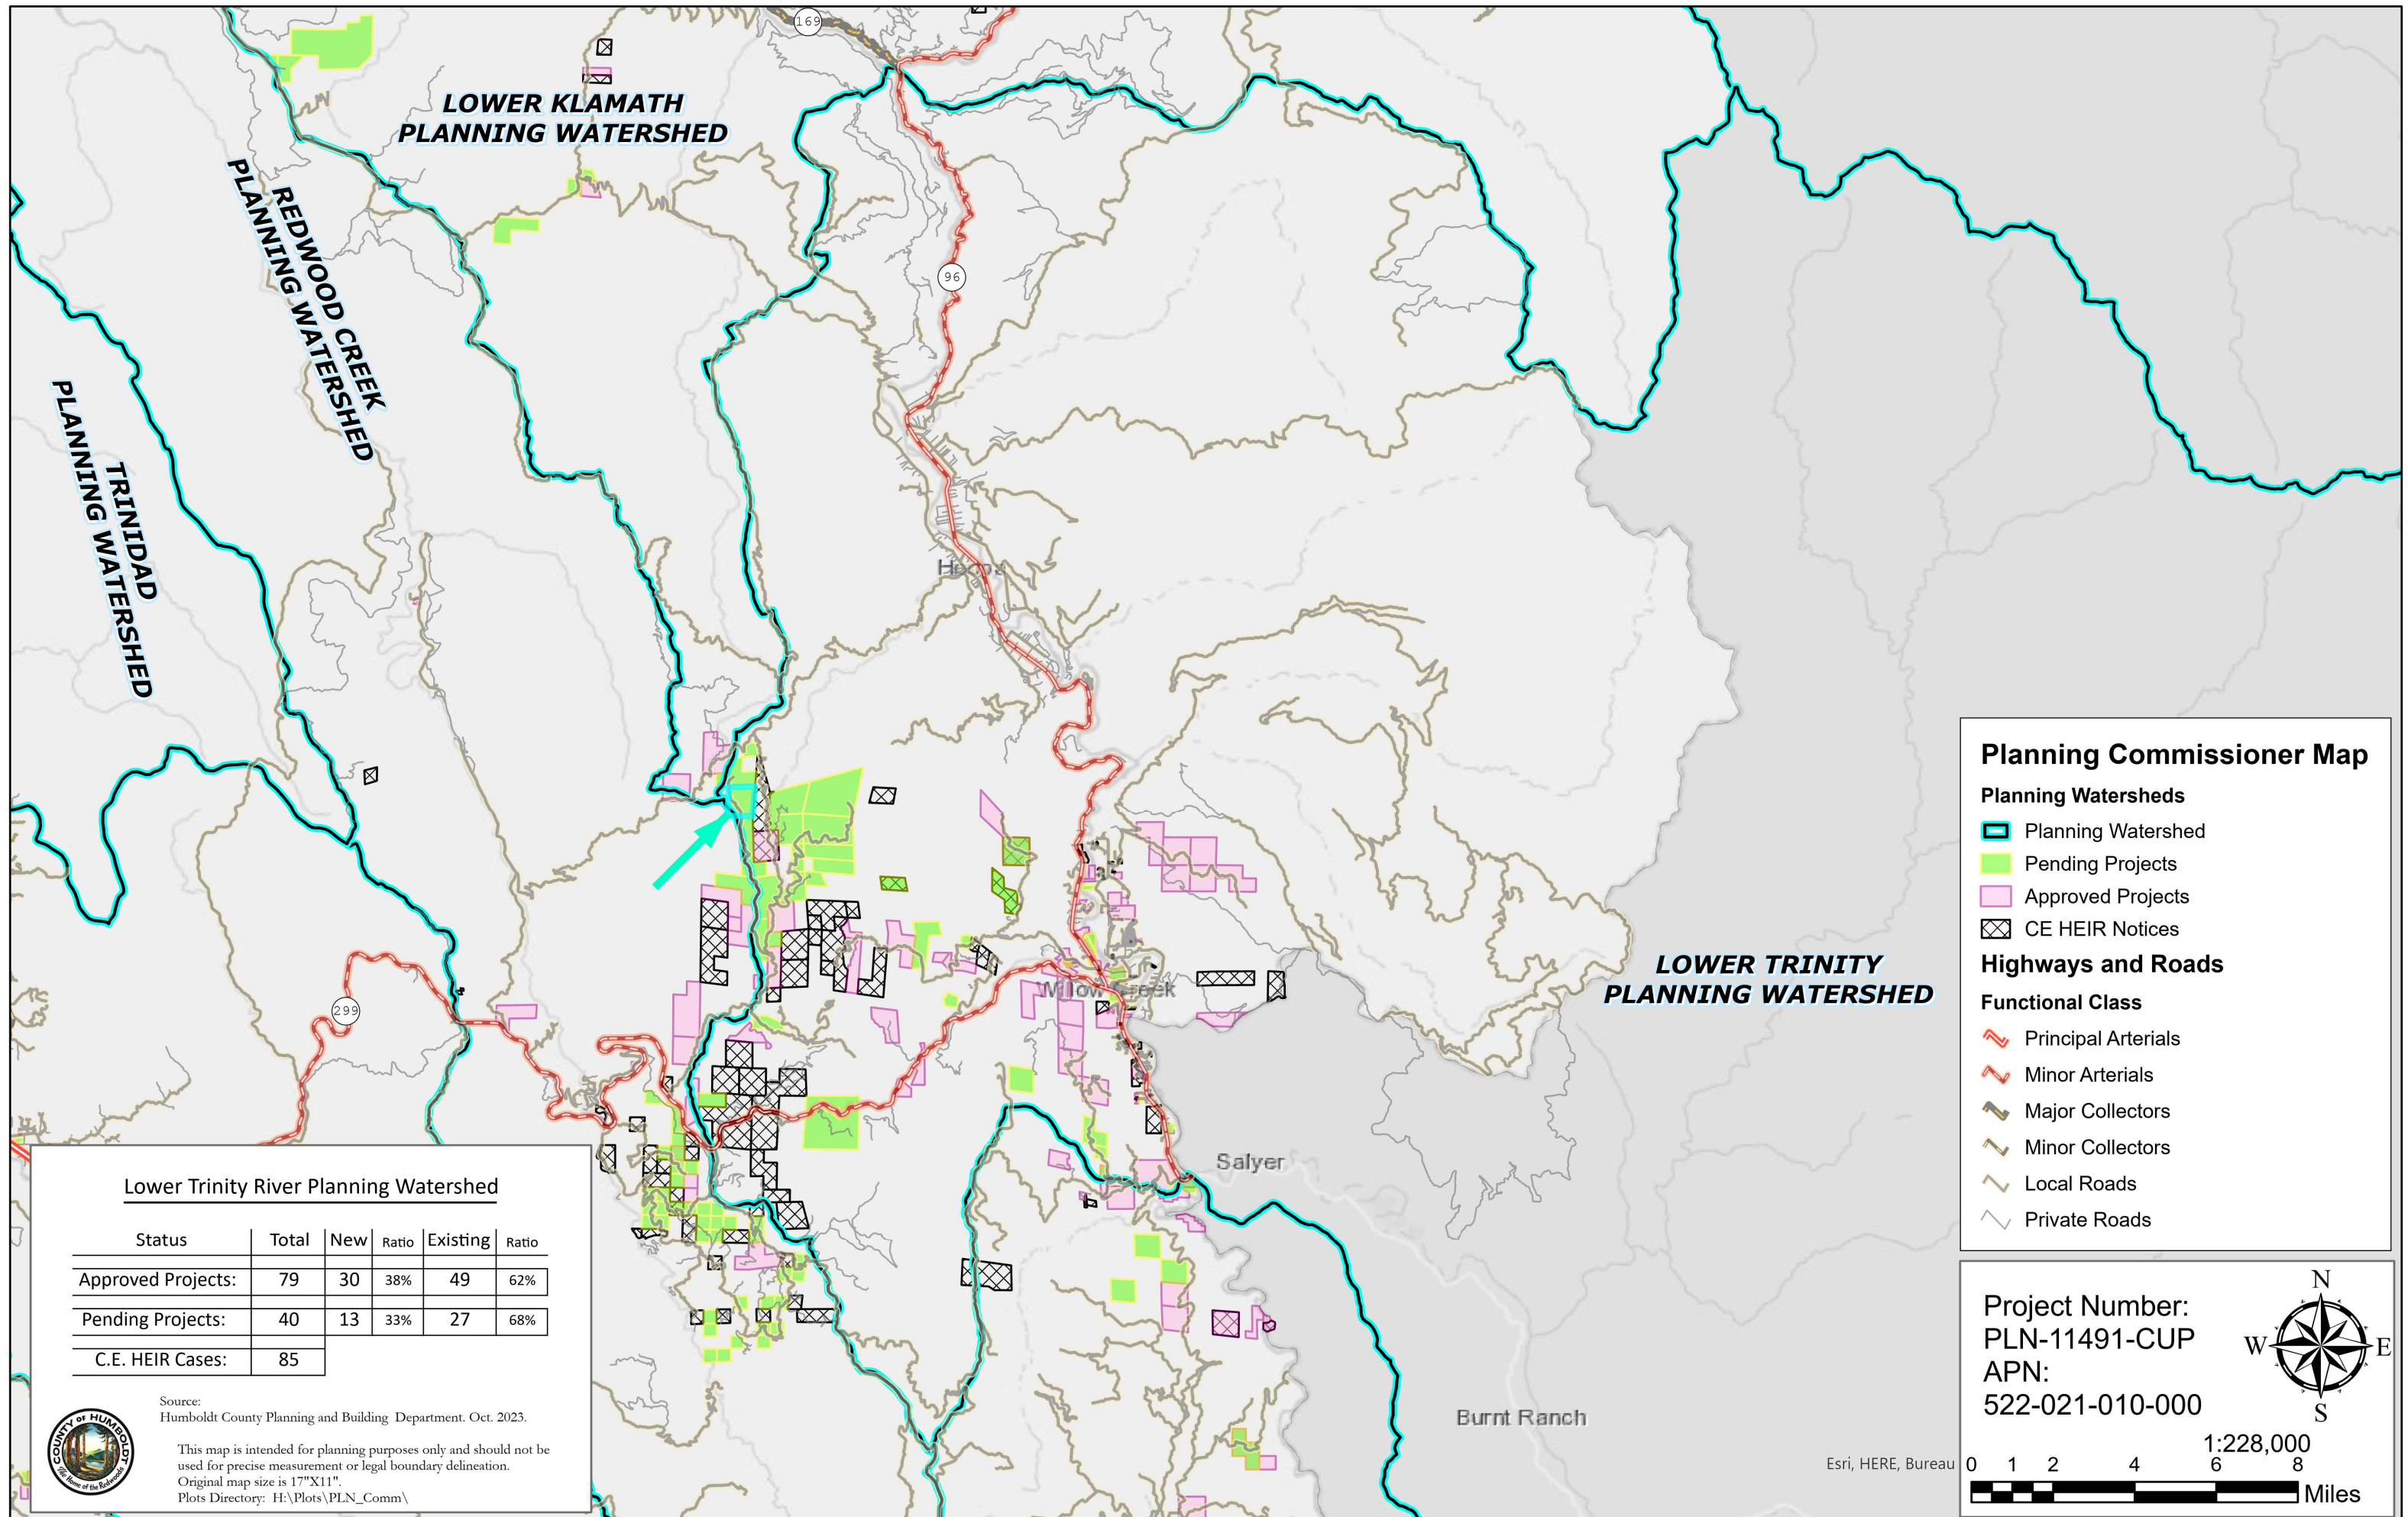 169
LOWER KLAMATH
PLANNING WATERSHED
REDWOOD CREEK
PLANNING WATERSHED
96
TRINIDAD
PLANNING WATERSHED
299
Willow Creek
LOWER TRINITY
PLANNING WATERSHED
Salyer
Burnt Ranch
Esri, HERE, Bureau
Planning Commissioner Map
Planning Watersheds
Planning Watershed
Pending Projects
Approved Projects
CE HEIR Notices
Highways and Roads
Functional Class
Principal Arterials
Minor Arterials
Major Collectors
Minor Collectors
Local Roads
Private Roads
Lower Trinity River Planning Watershed
Status Total New Ratio Existing Ratio
Approved Projects: 79 30 38% 49 62%
Pending Projects: 40 13 33% 27 68%
C.E. HEIR Cases: 85
Source:
Humboldt County Planning and Building Department. Oct. 2023.
This map is intended for planning purposes only and should not be
used for precise measurement or legal boundary delineation.
Original map size is 17"X11".
Plots Directory: H:\Plots\PLN_Comm\
COUNTY OF HUMBOLDT
The Home of the Redwoods
Project Number:
PLN-11491-CUP
APN:
522-021-010-000
N
W E
S
1:228,000
0 1 2 4 6 8
Miles